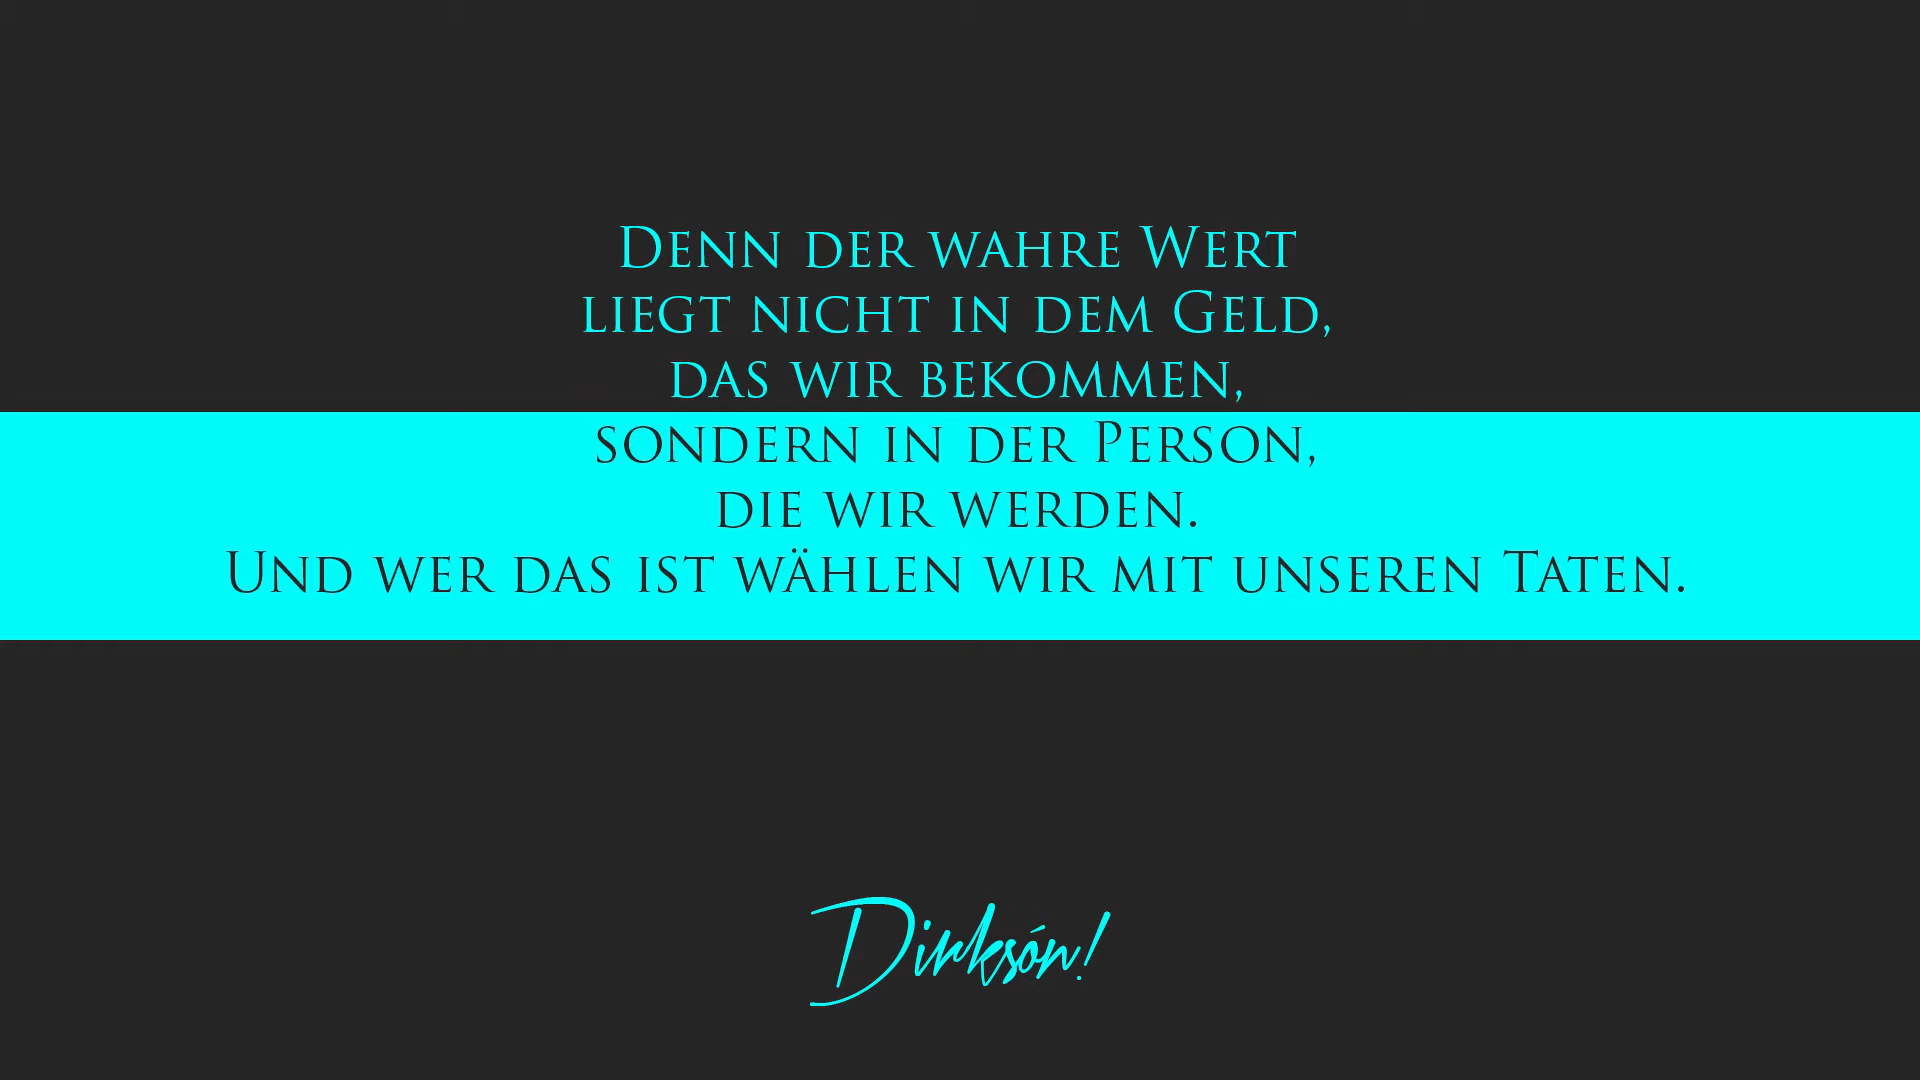 Denn der wahre Wert
liegt nicht in dem Geld,
das wir bekommen,
sondern in der Person,
die wir werden.
Und wer das ist wählen wir mit unseren Taten.
Dirksón!